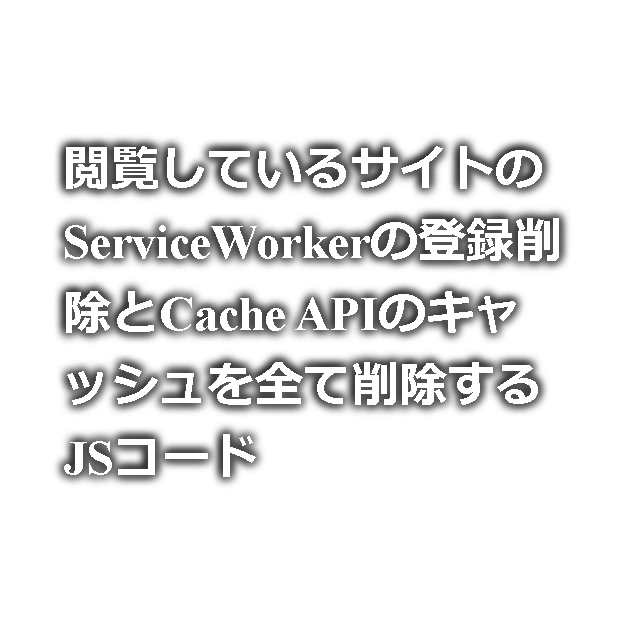 閲覧しているサイトの
ServiceWorkerの登録削
除とCache APIのキャ
ッシュを全て削除する
JSコード